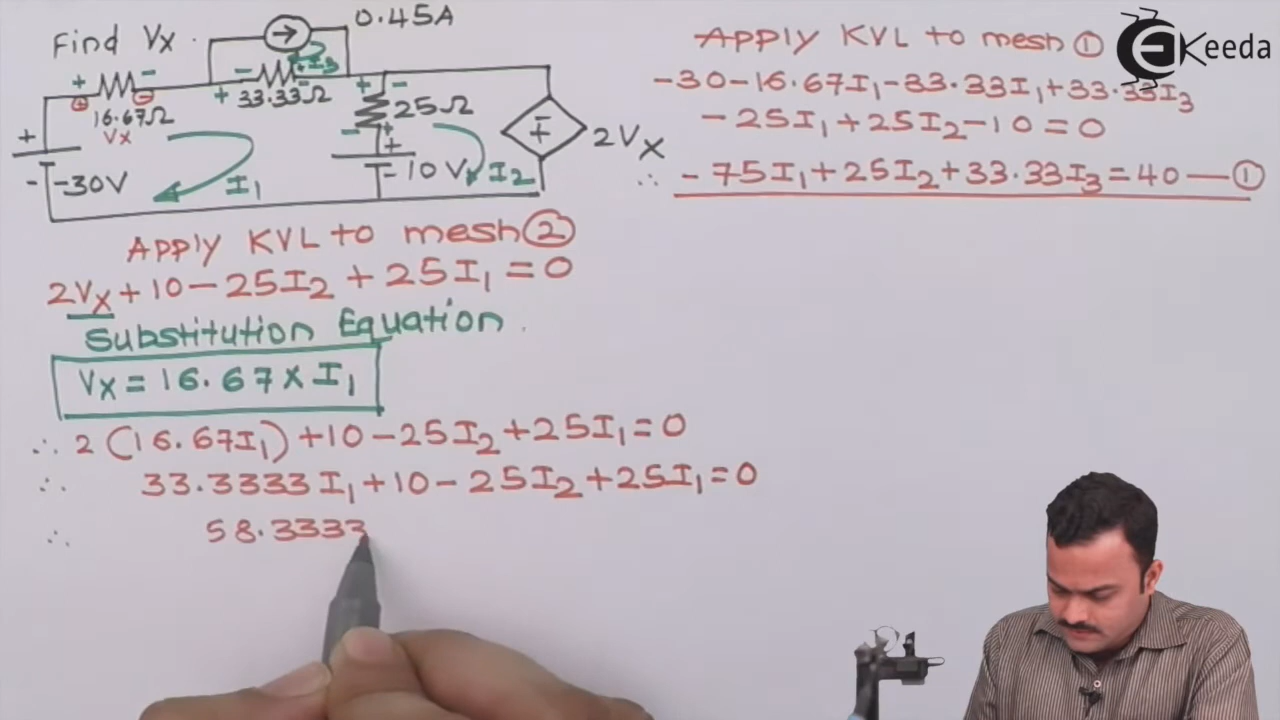 Find Vx.
0.45A
+ - - + I3 -
+ 33.33Ω
16.67Ω
Vx
+ -
25Ω
- +
+
-30V
I1
10V
I2
+
-
2Vx
Apply KVL to mesh ②
2Vx+10-25I2+25I1=0
Substitution Equation.
Vx=16.67×I1
∴ 2(16.67I1)+10-25I2+25I1=0
∴ 33.3333I1+10-25I2+25I1=0
∴ 58.3333
Apply KVL to mesh ①
-30-16.67I1-33.33I1+33.33I3
-25I1+25I2-10=0
∴ -75I1+25I2+33.33I3=40—①
EKeeda